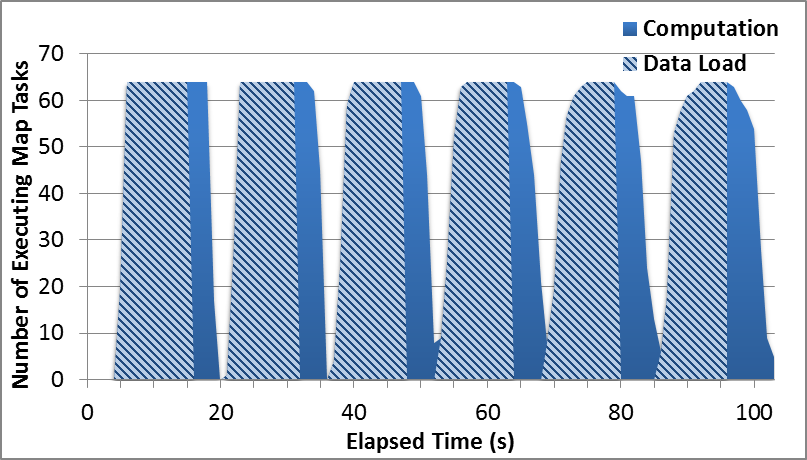 Computation
Data Load
Number of Executing Map Tasks
70
60
50
40
30
20
10
0
0 20 40 60 80 100
Elapsed Time (s)